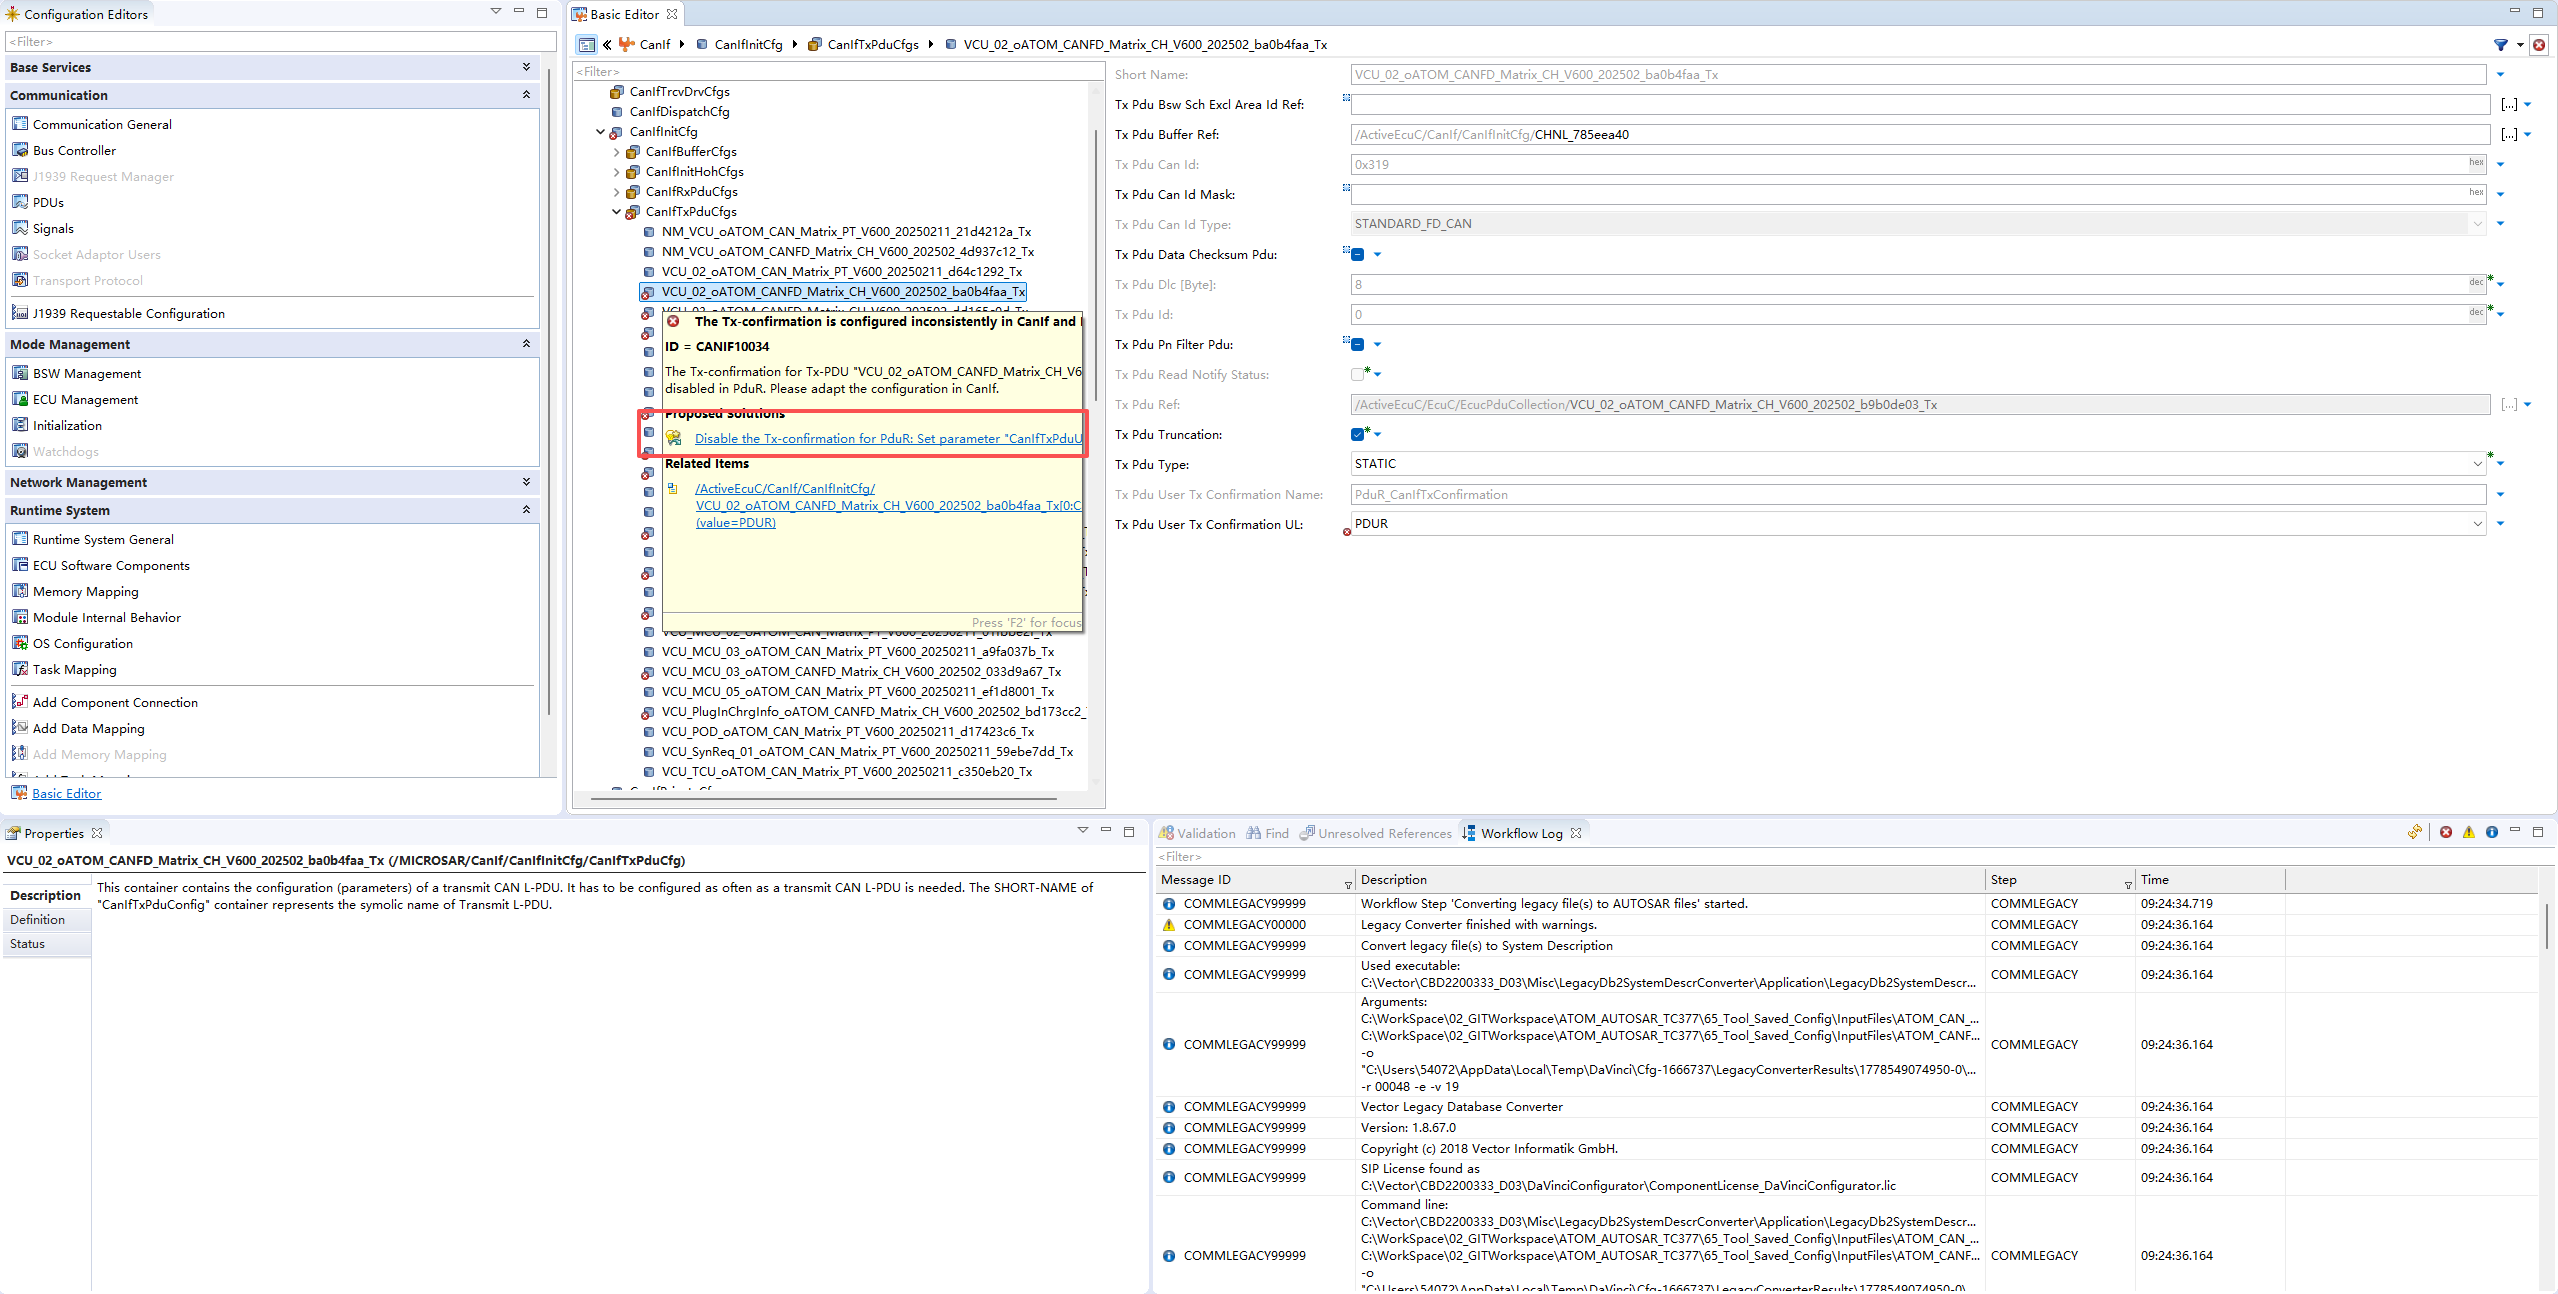 Configuration Editors
<Filter>
Base Services
Communication
Communication General
Bus Controller
J1939 Request Manager
PDUs
Signals
Socket Adaptor Users
Transport Protocol
J1939 Requestable Configuration
Mode Management
BSW Management
ECU Management
Initialization
Watchdogs
Network Management
Runtime System
Runtime System General
ECU Software Components
Memory Mapping
Module Internal Behavior
OS Configuration
Task Mapping
Add Component Connection
Add Data Mapping
Add Memory Mapping
Basic Editor
Basic Editor
CanIf
CanIfInitCfg
CanIfTxPduCfgs
VCU_02_oATOM_CANFD_Matrix_CH_V600_202502_ba0b4faa_Tx
<Filter>
CanIfTrcvDrvCfgs
CanIfDispatchCfg
CanIfInitCfg
CanIfBufferCfgs
CanIfInitHohCfgs
CanIfRxPduCfgs
CanIfTxPduCfgs
NM_VCU_oATOM_CAN_Matrix_PT_V600_20250211_21d4212a_Tx
NM_VCU_oATOM_CANFD_Matrix_CH_V600_202502_4d937c12_Tx
VCU_02_oATOM_CAN_Matrix_PT_V600_20250211_d64c1292_Tx
VCU_02_oATOM_CANFD_Matrix_CH_V600_202502_ba0b4faa_Tx
The Tx-confirmation is configured inconsistently in CanIf and
ID = CANIF10034
The Tx-confirmation for Tx-PDU "VCU_02_oATOM_CANFD_Matrix_CH_V6
disabled in PduR. Please adapt the configuration in CanIf.
Proposed Solutions
Disable the Tx-confirmation for PduR: Set parameter "CanIfTxPduU
Related Items
/ActiveEcuC/CanIf/CanIfInitCfg/
VCU_02_oATOM_CANFD_Matrix_CH_V600_202502_ba0b4faa_Tx[0:C
(value=PDUR)
Press 'F2' for focus
VCU_MCU_03_oATOM_CAN_Matrix_PT_V600_20250211_a9fa037b_Tx
VCU_MCU_03_oATOM_CANFD_Matrix_CH_V600_202502_033d9a67_Tx
VCU_MCU_05_oATOM_CAN_Matrix_PT_V600_20250211_ef1d8001_Tx
VCU_PlugInChrgInfo_oATOM_CANFD_Matrix_CH_V600_202502_bd173cc2_
VCU_POD_oATOM_CAN_Matrix_PT_V600_20250211_d17423c6_Tx
VCU_SynReq_01_oATOM_CAN_Matrix_PT_V600_20250211_59ebe7dd_Tx
VCU_TCU_oATOM_CAN_Matrix_PT_V600_20250211_c350eb20_Tx
Short Name: VCU_02_oATOM_CANFD_Matrix_CH_V600_202502_ba0b4faa_Tx
Tx Pdu Bsw Sch Excl Area Id Ref: [...]
Tx Pdu Buffer Ref: /ActiveEcuC/CanIf/CanIfInitCfg/CHNL_785eea40 [...]
Tx Pdu Can Id: 0x319 hex
Tx Pdu Can Id Mask: hex
Tx Pdu Can Id Type: STANDARD_FD_CAN
Tx Pdu Data Checksum Pdu:
Tx Pdu Dlc [Byte]: 8 dec
Tx Pdu Id: 0 dec
Tx Pdu Pn Filter Pdu:
Tx Pdu Read Notify Status:
Tx Pdu Ref: /ActiveEcuC/EcuC/EcucPduCollection/VCU_02_oATOM_CANFD_Matrix_CH_V600_202502_b9b0de03_Tx [...]
Tx Pdu Truncation:
Tx Pdu Type: STATIC
Tx Pdu User Tx Confirmation Name: PduR_CanIfTxConfirmation
Tx Pdu User Tx Confirmation UL: PDUR
Properties
VCU_02_oATOM_CANFD_Matrix_CH_V600_202502_ba0b4faa_Tx (/MICROSAR/CanIf/CanIfInitCfg/CanIfTxPduCfg)
Description
Definition
Status
This container contains the configuration (parameters) of a transmit CAN L-PDU. It has to be configured as often as a transmit CAN L-PDU is needed. The SHORT-NAME of
"CanIfTxPduConfig" container represents the symolic name of Transmit L-PDU.
Validation Find Unresolved References Workflow Log
<Filter>
Message ID Description Step Time
COMMLEGACY99999 Workflow Step 'Converting legacy file(s) to AUTOSAR files' started. COMMLEGACY 09:24:34.719
COMMLEGACY00000 Legacy Converter finished with warnings. COMMLEGACY 09:24:36.164
COMMLEGACY99999 Convert legacy file(s) to System Description COMMLEGACY 09:24:36.164
Used executable:
COMMLEGACY99999 C:\Vector\CBD2200333_D03\Misc\LegacyDb2SystemDescrConverter\Application\LegacyDb2SystemDescr... COMMLEGACY 09:24:36.164
Arguments:
C:\WorkSpace\02_GITWorkspace\ATOM_AUTOSAR_TC377\65_Tool_Saved_Config\InputFiles\ATOM_CAN_...
C:\WorkSpace\02_GITWorkspace\ATOM_AUTOSAR_TC377\65_Tool_Saved_Config\InputFiles\ATOM_CANF...
COMMLEGACY99999 -o COMMLEGACY 09:24:36.164
"C:\Users\54072\AppData\Local\Temp\DaVinci\Cfg-1666737\LegacyConverterResults\1778549074950-0\...
-r 00048 -e -v 19
COMMLEGACY99999 Vector Legacy Database Converter COMMLEGACY 09:24:36.164
COMMLEGACY99999 Version: 1.8.67.0 COMMLEGACY 09:24:36.164
COMMLEGACY99999 Copyright (c) 2018 Vector Informatik GmbH. COMMLEGACY 09:24:36.164
SIP License found as
COMMLEGACY99999 C:\Vector\CBD2200333_D03\DaVinciConfigurator\ComponentLicense_DaVinciConfigurator.lic COMMLEGACY 09:24:36.164
Command line:
C:\Vector\CBD2200333_D03\Misc\LegacyDb2SystemDescrConverter\Application\LegacyDb2SystemDescr...
C:\WorkSpace\02_GITWorkspace\ATOM_AUTOSAR_TC377\65_Tool_Saved_Config\InputFiles\ATOM_CAN_...
COMMLEGACY99999 C:\WorkSpace\02_GITWorkspace\ATOM_AUTOSAR_TC377\65_Tool_Saved_Config\InputFiles\ATOM_CANF... COMMLEGACY 09:24:36.164
-o
"C:\Users\54072\AppData\Local\Temp\DaVinci\Cfg-1666737\LegacyConverterResults\1778549074950-0\...